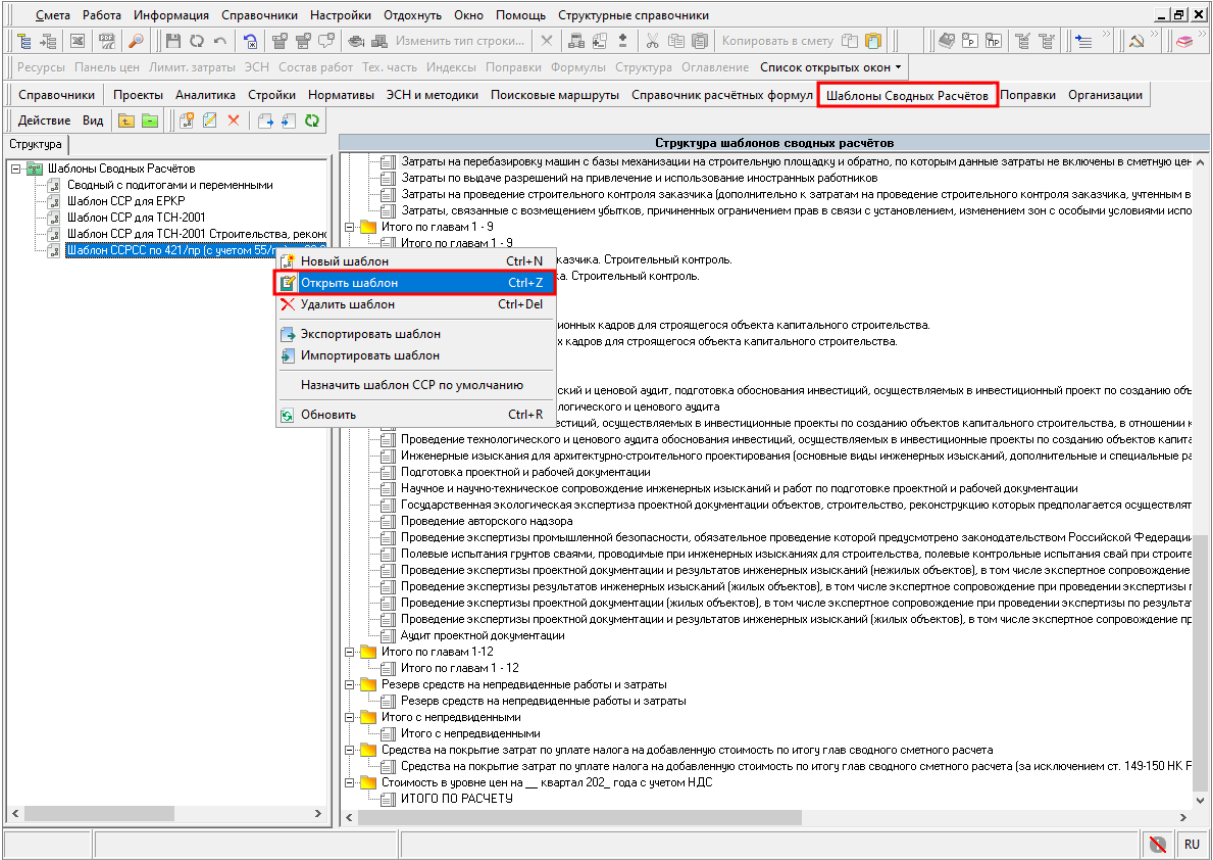 Смета Работа Информация Справочники Настройки Отдохнуть Окно Помощь Структурные справочники
Изменить тип строки... Копировать в смету
Ресурсы Панель цен Лимит.затраты ЭСН Состав работ Тех. часть Индексы Поправки Формулы Структура Оглавление Список открытых окон
Справочники Проекты Аналитика Стройки Нормативы ЭСН и методики Поисковые маршруты Справочник расчётных формул Шаблоны Сводных Расчётов Поправки Организации
Действие Вид
Структура
Шаблоны Сводных Расчётов
Сводный с подитогами и переменными
Шаблон ССР для ЕРКР
Шаблон ССР для ТСН-2001
Шаблон ССР для ТСН-2001 Строительства, рекон
Шаблон ССРСС по 421/пр (с учетом 55/
Новый шаблон Ctrl+N
Открыть шаблон Ctrl+Z
Удалить шаблон Ctrl+Del
Экспортировать шаблон
Импортировать шаблон
Назначить шаблон ССР по умолчанию
Обновить Ctrl+R
Структура шаблонов сводных расчётов
Затраты на перебазировку машин с базы механизации на строительную площадку и обратно, по которым данные затраты не включены в сметную цен
Затраты по выдаче разрешений на привлечение и использование иностранных работников
Затраты на проведение строительного контроля заказчика (дополнительно к затратам на проведение строительного контроля заказчика, учтенным в
Затраты, связанные с возмещением убытков, причиненных ограничением прав в связи с установлением, изменением зон с особыми условиями испо
Итого по главам 1 - 9
Итого по главам 1 - 9
казчика. Строительный контроль.
ка. Строительный контроль.
ионных кадров для строящегося объекта капитального строительства.
х кадров для строящегося объекта капитального строительства.
ский и ценовой аудит, подготовка обоснования инвестиций, осуществляемых в инвестиционный проект по созданию объ
логического и ценового аудита
естиций, осуществляемых в инвестиционные проекты по созданию объектов капитального строительства, в отношении к
Проведение технологического и ценового аудита обоснования инвестиций, осуществляемых в инвестиционные проекты по созданию объектов капита
Инженерные изыскания для архитектурно-строительного проектирования (основные виды инженерных изысканий, дополнительные и специальные ра
Подготовка проектной и рабочей документации
Научное и научно-техническое сопровождение инженерных изысканий и работ по подготовке проектной и рабочей документации
Государственная экологическая экспертиза проектной документации объектов, строительство, реконструкцию которых предполагается осуществлят
Проведение авторского надзора
Проведение экспертизы промышленной безопасности, обязательное проведение которой предусмотрено законодательством Российской Федерации
Полевые испытания грунтов сваями, проводимые при инженерных изысканиях для строительства, полевые контрольные испытания свай при строите
Проведение экспертизы проектной документации и результатов инженерных изысканий (нежилых объектов), в том числе экспертное сопровождение
Проведение экспертизы результатов инженерных изысканий (жилых объектов), в том числе экспертное сопровождение при проведении экспертизы п
Проведение экспертизы проектной документации (жилых объектов), в том числе экспертное сопровождение при проведении экспертизы по результат
Проведение экспертизы проектной документации и результатов инженерных изысканий (жилых объектов), в том числе экспертное сопровождение пр
Аудит проектной документации
Итого по главам 1-12
Итого по главам 1 - 12
Резерв средств на непредвиденные работы и затраты
Резерв средств на непредвиденные работы и затраты
Итого с непредвиденными
Итого с непредвиденными
Средства на покрытие затрат по уплате налога на добавленную стоимость по итогу глав сводного сметного расчета
Средства на покрытие затрат по уплате налога на добавленную стоимость по итогу глав сводного сметного расчета (за исключением ст. 149-150 НК Р
Стоимость в уровне цен на __ квартал 202_ года с учетом НДС
ИТОГО ПО РАСЧЕТУ
RU